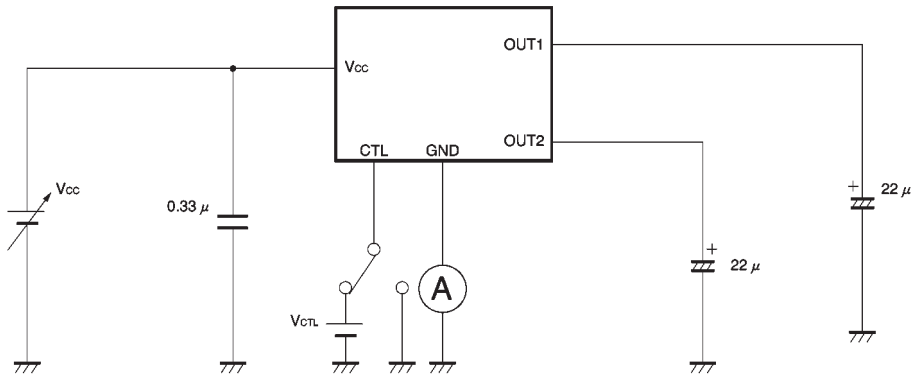 OUT1
Vcc
OUT2
CTL GND
Vcc
0.33 μ
+
22 μ
+
22 μ
A
VCTL